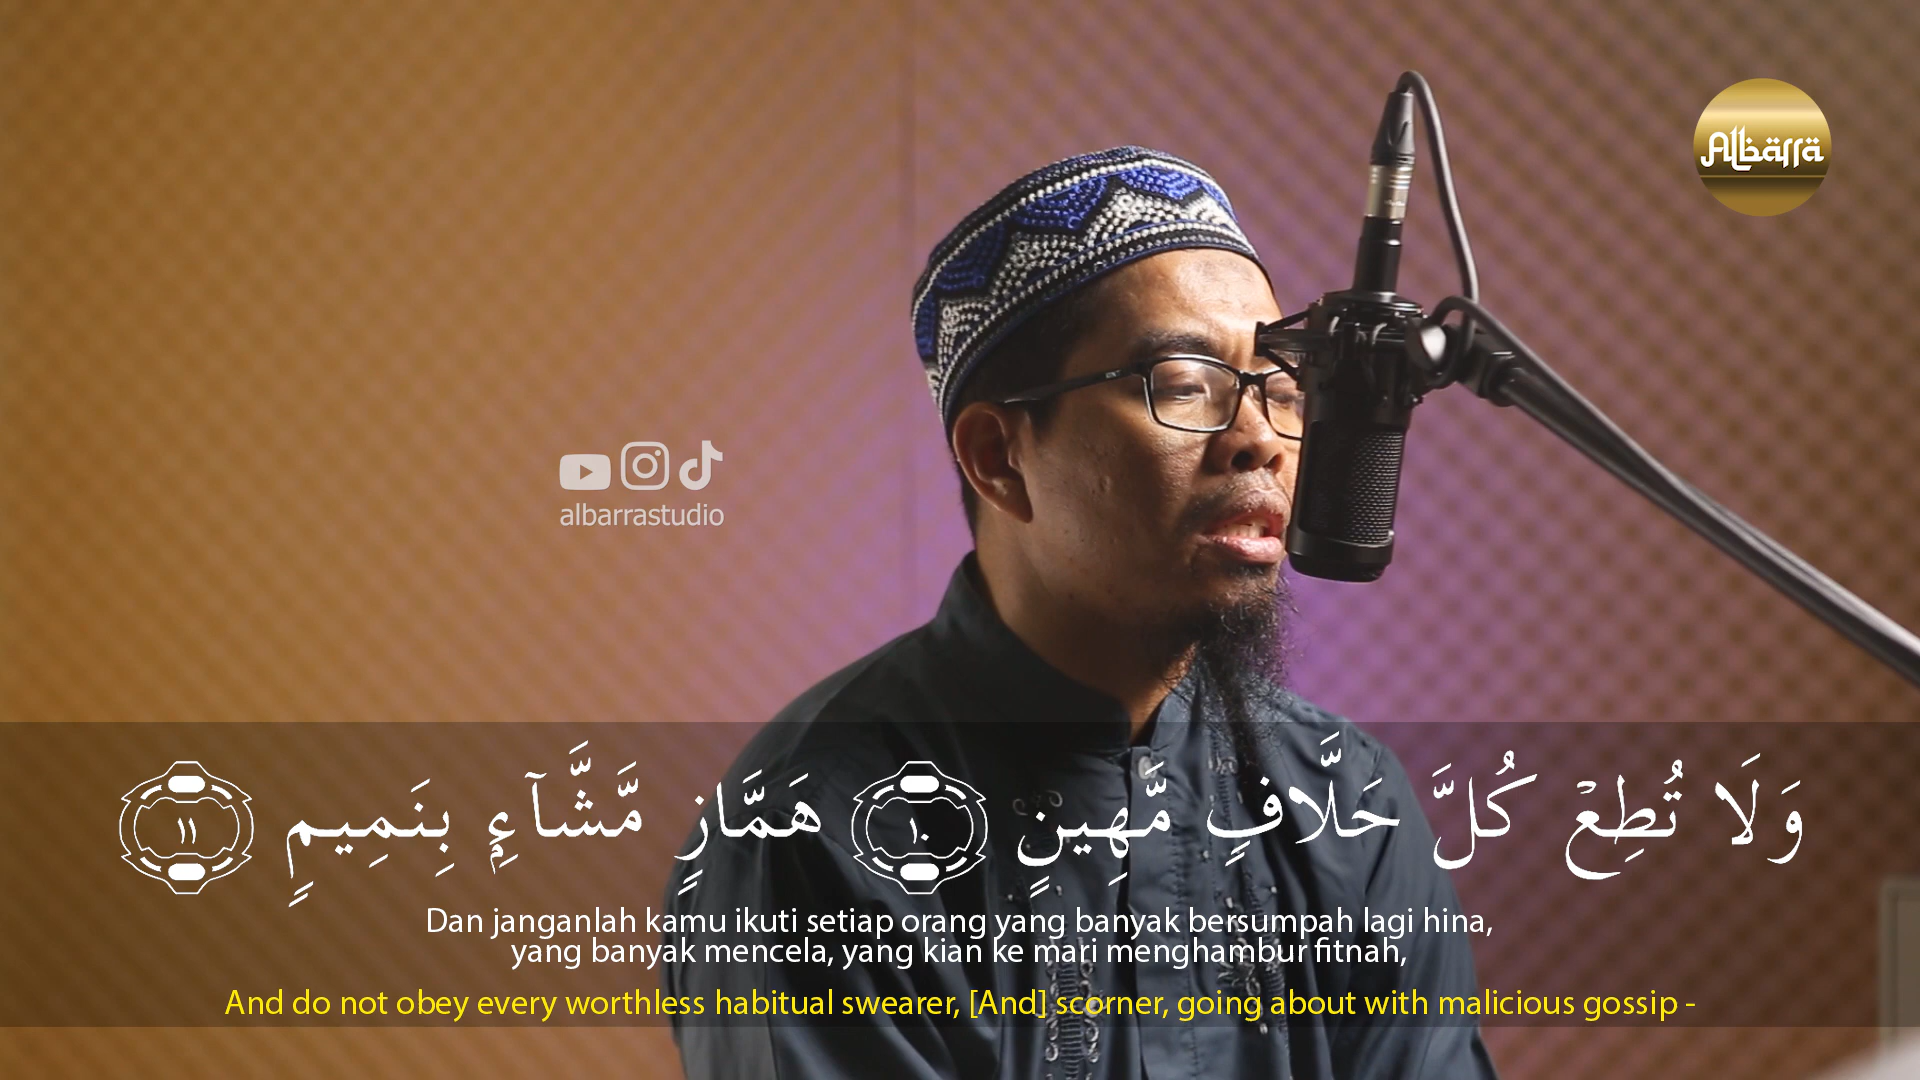 Albarra
albarrastudio
وَلَا تُطِعْ كُلَّ حَلَّافٍ مَّهِينٍ ١٠ هَمَّازٍ مَّشَّآءٍۭ بِنَمِيمٍ ١١
Dan janganlah kamu ikuti setiap orang yang banyak bersumpah lagi hina,
yang banyak mencela, yang kian ke mari menghambur fitnah,
And do not obey every worthless habitual swearer, [And] scorner, going about with malicious gossip -